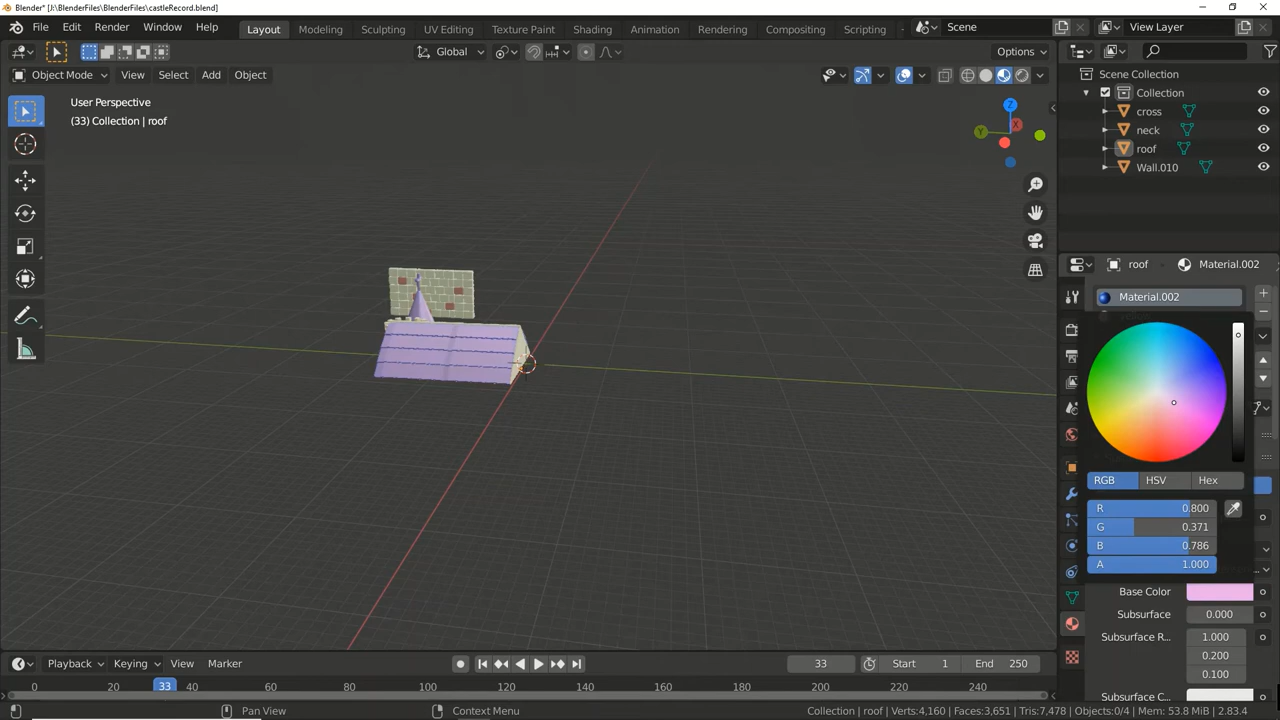 Blender* [J:\BlenderFiles\BlenderFiles\castleRecord.blend]
File Edit Render Window Help Layout Modeling Sculpting UV Editing Texture Paint Shading Animation Rendering Compositing Scripting Scene View Layer
Global Options
Object Mode View Select Add Object
User Perspective
(33) Collection | roof
Scene Collection
Collection
cross
neck
roof
Wall.010
Z
X
Y
roof Material.002
Material.002
RGB HSV Hex
R 0.800
G 0.371
B 0.786
A 1.000
Base Color
Subsurface 0.000
Subsurface R... 1.000
0.200
0.100
Subsurface C...
Playback Keying View Marker 33 Start 1 End 250
0 20 33 40 60 80 100 120 140 160 180 200 220 240
Pan View Context Menu Collection | roof | Verts:4,160 | Faces:3,651 | Tris:7,478 | Objects:0/4 | Mem: 53.8 MiB | 2.83.4